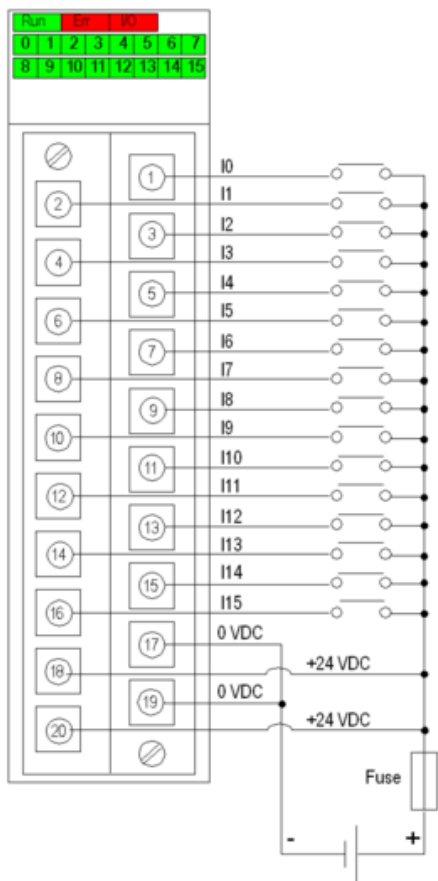 Run Err I/O
0 1 2 3 4 5 6 7
8 9 10 11 12 13 14 15
1 I0
2 I1
3 I2
4 I3
5 I4
6 I5
7 I6
8 I7
9 I8
10 I9
11 I10
12 I11
13 I12
14 I13
15 I14
16 I15
17 0 VDC
18 +24 VDC
19 0 VDC
20 +24 VDC
Fuse
- +